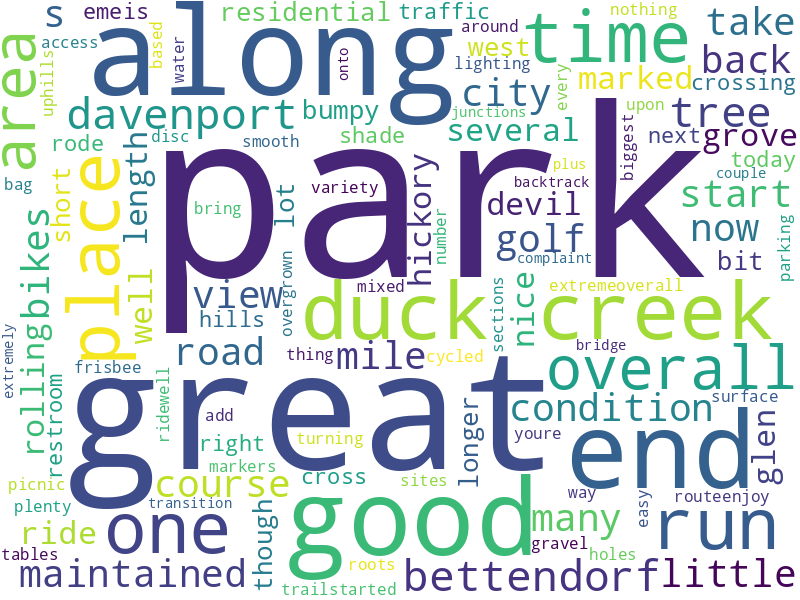 s emeis residential traffic around nothing take
access along time back
uphills based water onto lighting west marked crossing
area davenport bumpy city every upon tree
rode disc smooth shade several junctions next grove
bag place length park variety backtrack biggest today
short bring hickory number devil plus couple start
bikes lot golf complaint now parking
rolling well view overgrown mixed nice bit
hills duck creek extremeoverall
extremely road thing mile sections bridge
frisbee great cycled overall
restroom ridewell add longer condition surface
right turning youre end glen
markers cross sites
picnic course good way routeenjoy
plenty transition many easy run
ride one though roots gravel holes
tables maintained trailstarted bettendorf little